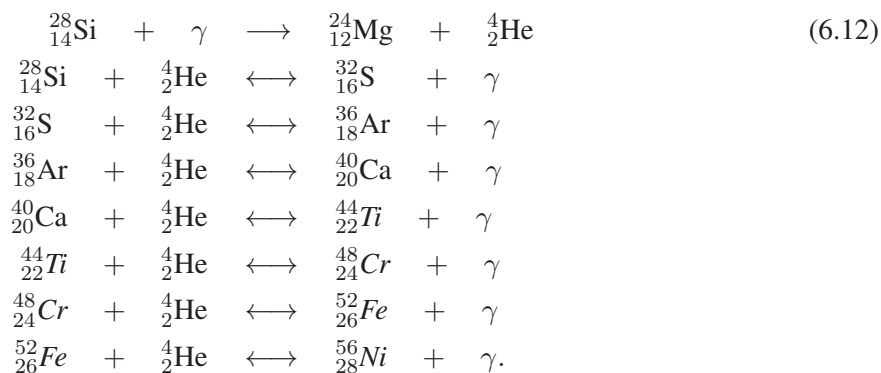 ²⁸₁₄Si + γ ⟶ ²⁴₁₂Mg + ⁴₂He (6.12)
²⁸₁₄Si + ⁴₂He ⟷ ³²₁₆S + γ
³²₁₆S + ⁴₂He ⟷ ³⁶₁₈Ar + γ
³⁶₁₈Ar + ⁴₂He ⟷ ⁴⁰₂₀Ca + γ
⁴⁰₂₀Ca + ⁴₂He ⟷ ⁴⁴₂₂Ti + γ
⁴⁴₂₂Ti + ⁴₂He ⟷ ⁴⁸₂₄Cr + γ
⁴⁸₂₄Cr + ⁴₂He ⟷ ⁵²₂₆Fe + γ
⁵²₂₆Fe + ⁴₂He ⟷ ⁵⁶₂₈Ni + γ.